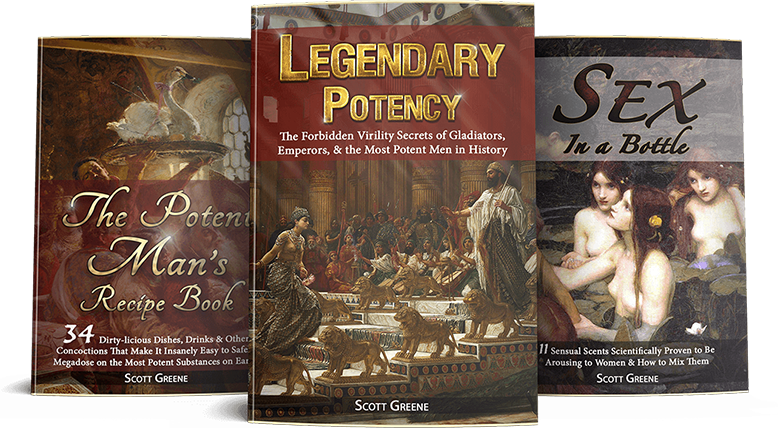 The Potent
Man's
Recipe Book
34 Dirty-licious Dishes, Drinks & Other
Concoctions That Make It Insanely Easy to Safe
Megadose on the Most Potent Substances on Ear
SCOTT GREENE
LEGENDARY
POTENCY
The Forbidden Virility Secrets of Gladiators,
Emperors, & the Most Potent Men in History
SCOTT GREENE
SEX
In a Bottle
11 Sensual Scents Scientifically Proven to Be
Arousing to Women & How to Mix Them
SCOTT GREENE